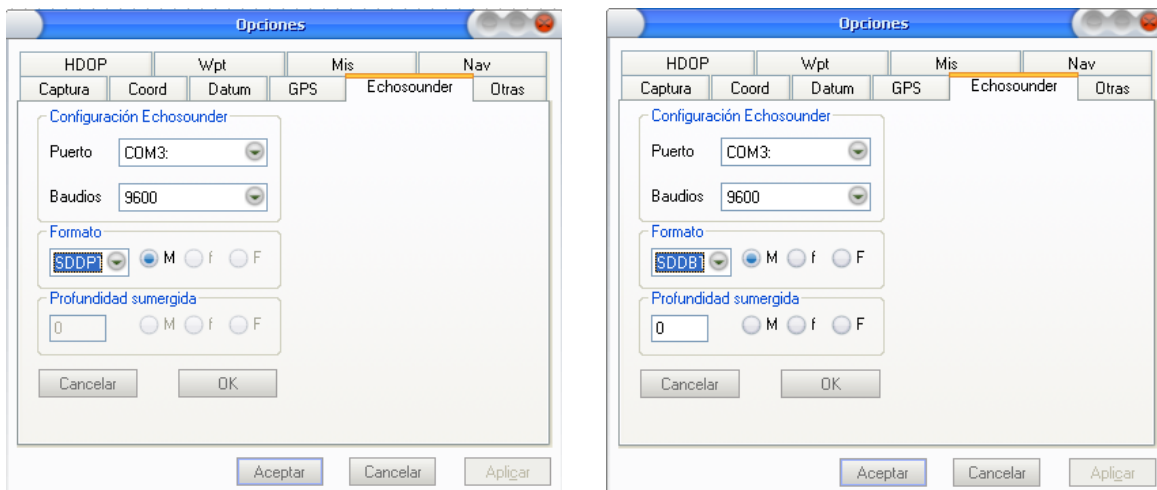 Opciones
HDOP Wpt Mis Nav
Captura Coord Datum GPS Echosounder Otras
Configuración Echosounder
Puerto COM3:
Baudios 9600
Formato
SDDPT M f F
Profundidad sumergida
0 M f F
Cancelar OK
Aceptar Cancelar Aplicar
Opciones
HDOP Wpt Mis Nav
Captura Coord Datum GPS Echosounder Otras
Configuración Echosounder
Puerto COM3:
Baudios 9600
Formato
SDDBT M f F
Profundidad sumergida
0 M f F
Cancelar OK
Aceptar Cancelar Aplicar